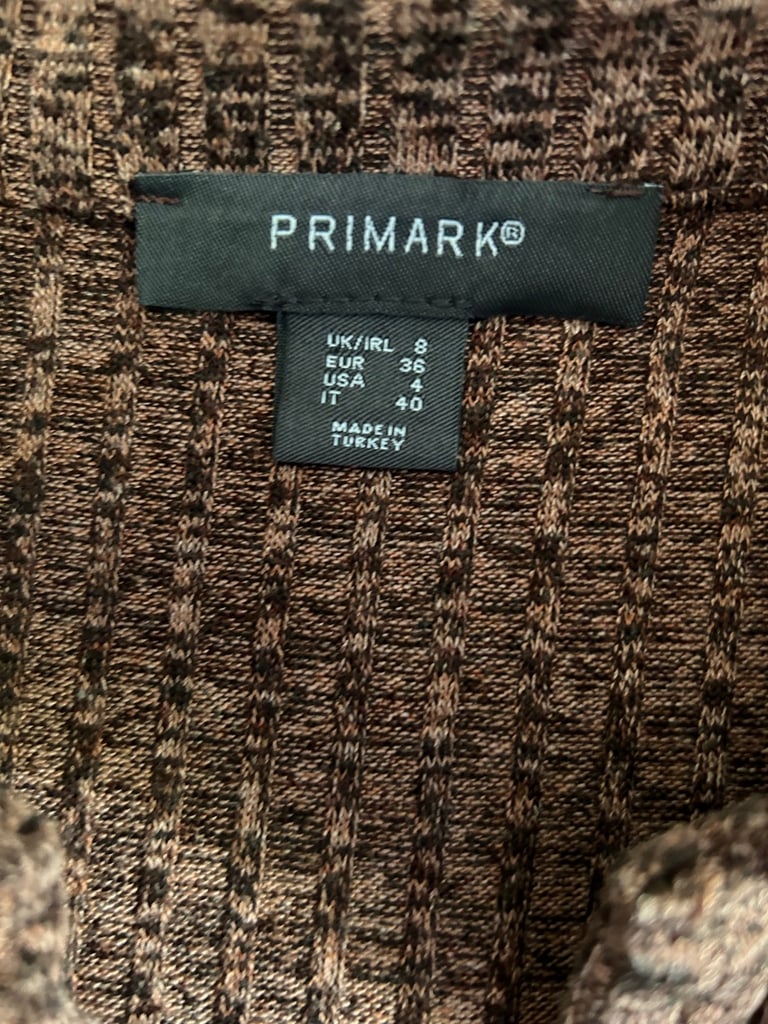 PRIMARK®
UK/IRL 8
EUR 36
USA 4
IT 40
MADE IN
TURKEY